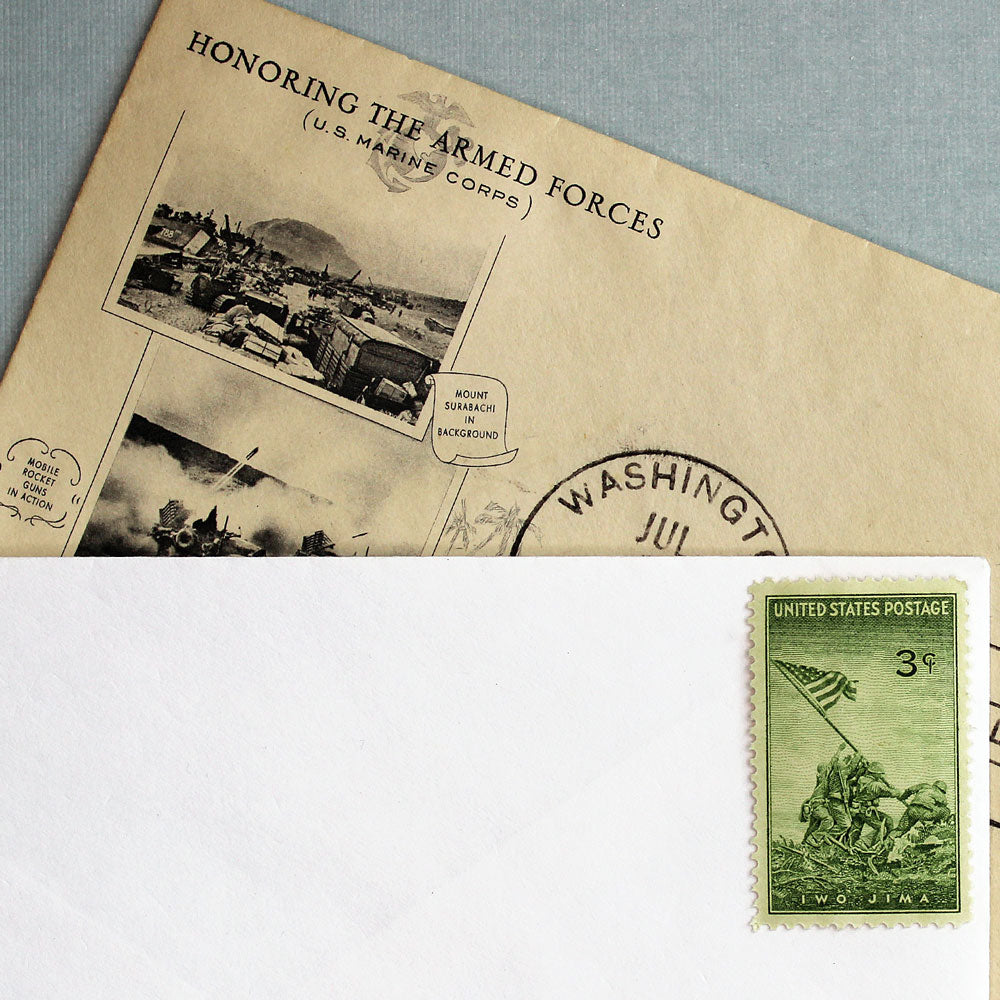 HONORING THE ARMED FORCES
(U.S. MARINE CORPS)
MOUNT
SURABACHI
IN
BACKGROUND
MOBILE
ROCKET
GUNS
IN ACTION
WASHINGTO
JUL
UNITED STATES POSTAGE
3¢
IWO JIMA